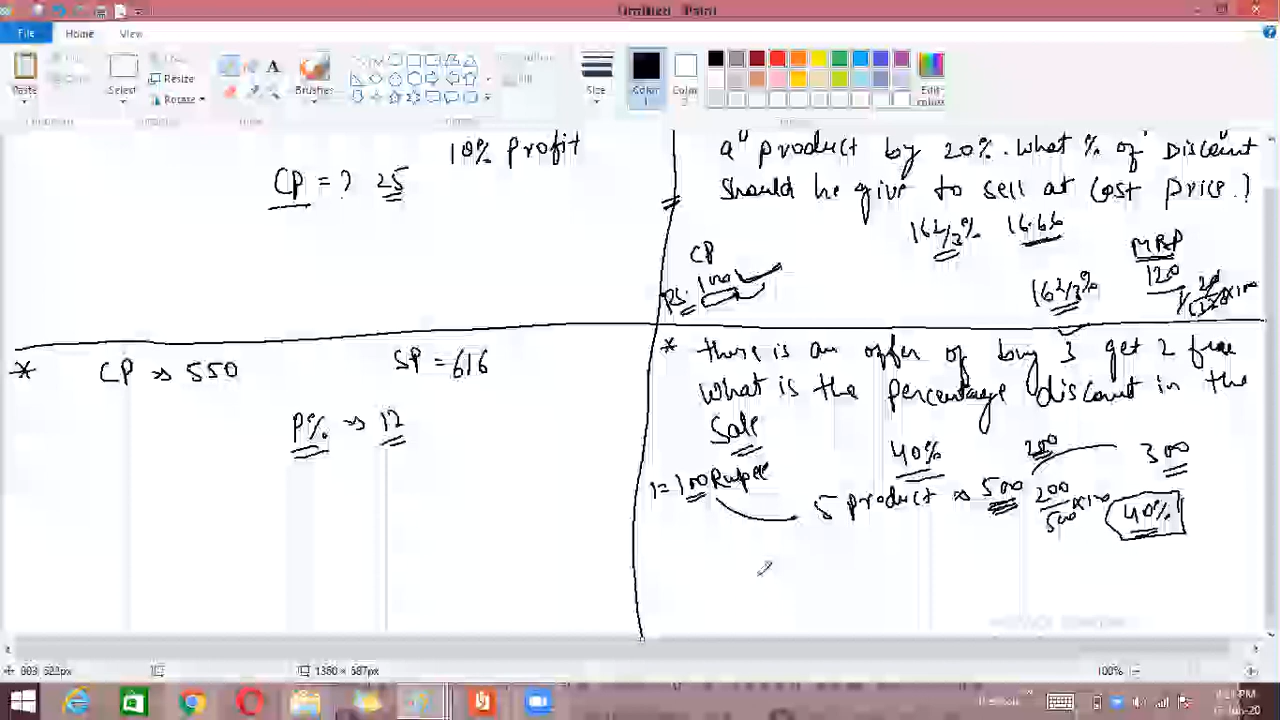 Untitled - Paint
File
Home
View
Paste
Select
Resize
Rotate
A
Brushes
Size
Color
1
Color
2
Edit
colors
10% profit
CP = ? 25
a" product by 20%. What % of "Discount"
Should he give to sell at Cost price.?
16 2/3% 16.66
CP
MRP
120
Rs.
16 2/3%
* CP ⇒ 550 SP = 616
P% ⇒ 12
* there is an offer of buy 3 get 2 free
What is the percentage discount in the
Sale
40%
300
1 = 100 Rupee
5 product ⇒ 500
200/500 x 100
40%
1350 × 687px
100%